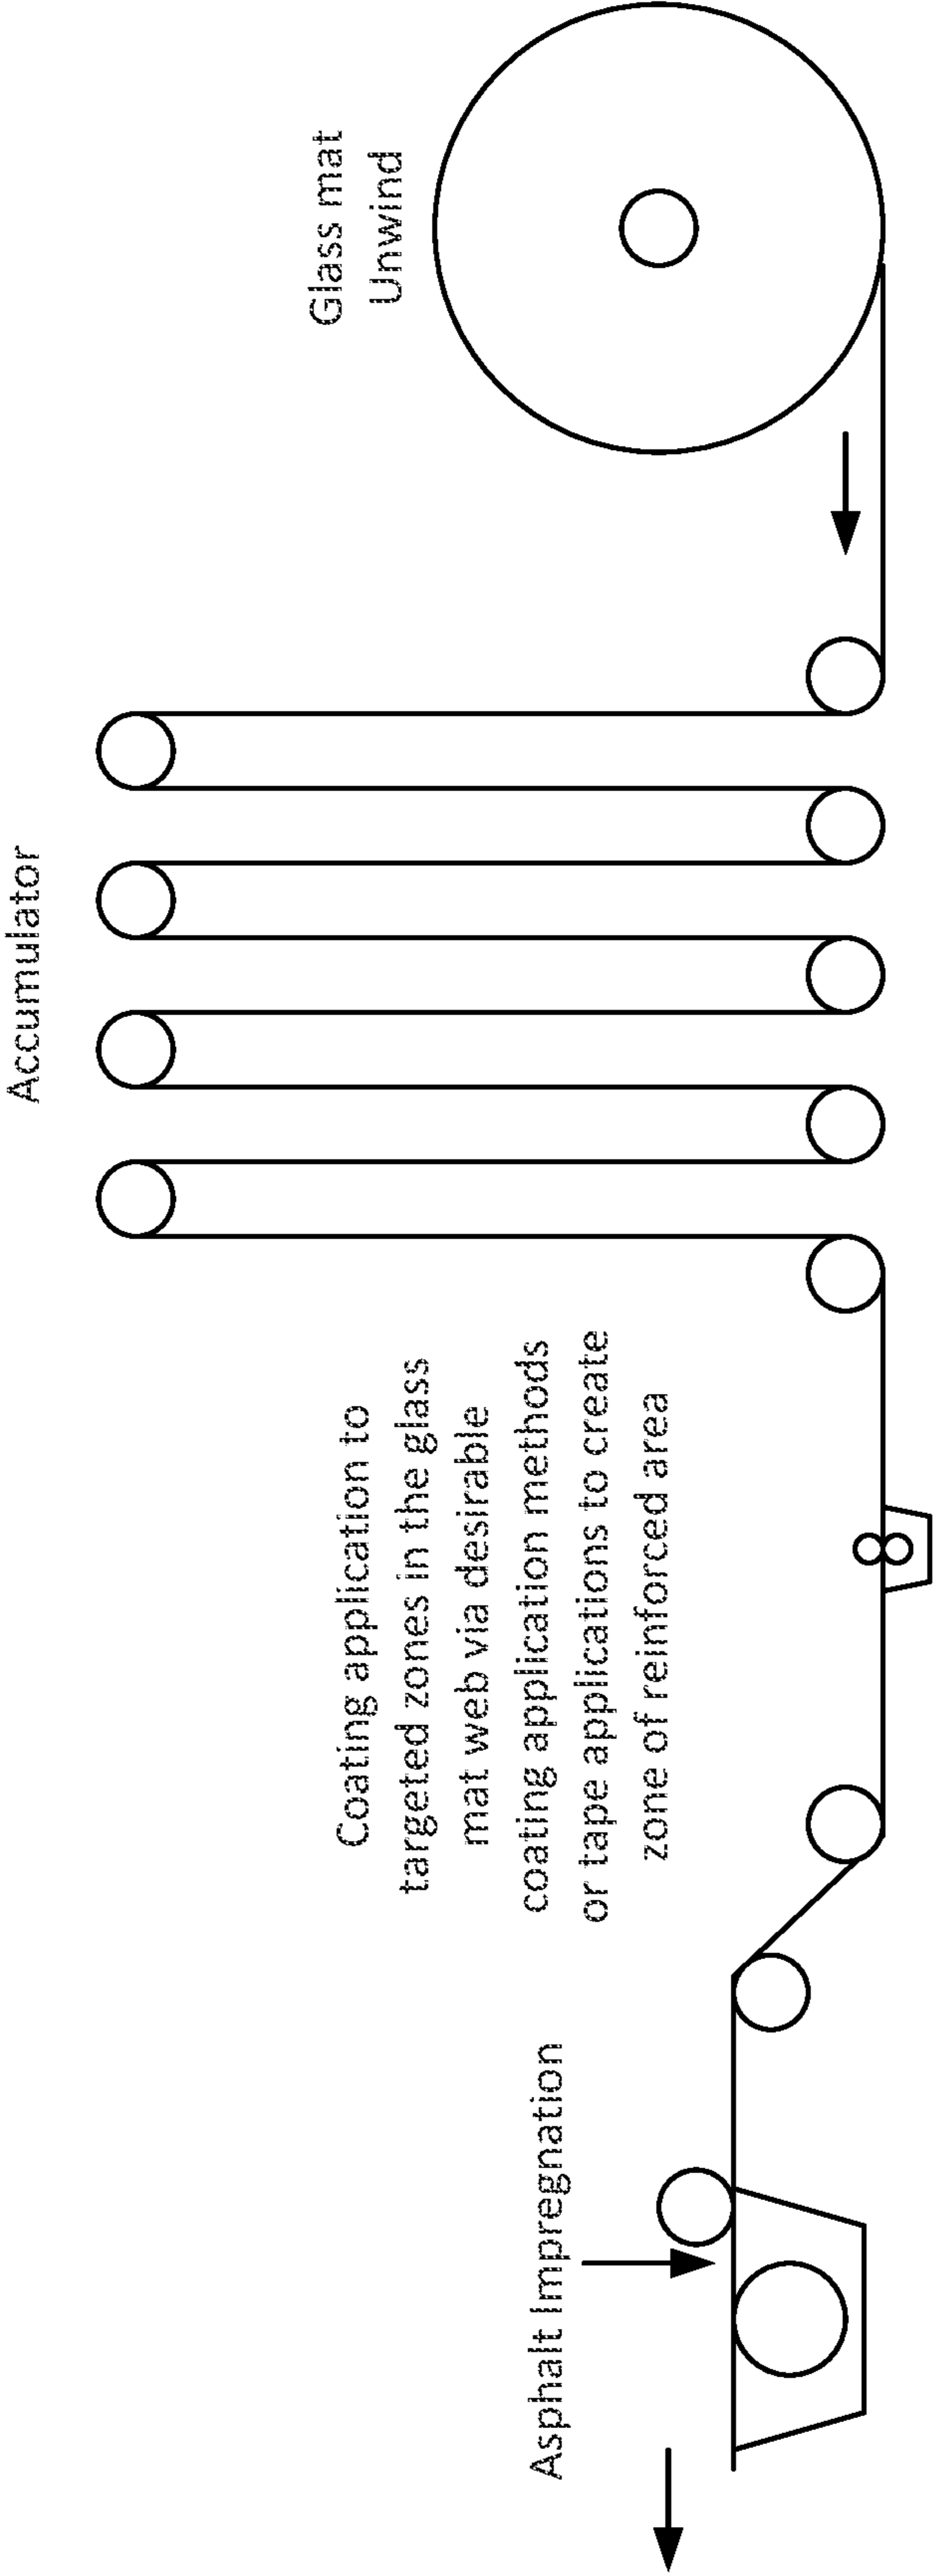 Accumulator
Glass mat
Unwind
Coating application to
targeted zones in the glass
mat web via desirable
coating application methods
or tape applications to create
zone of reinforced area
Asphalt Impregnation